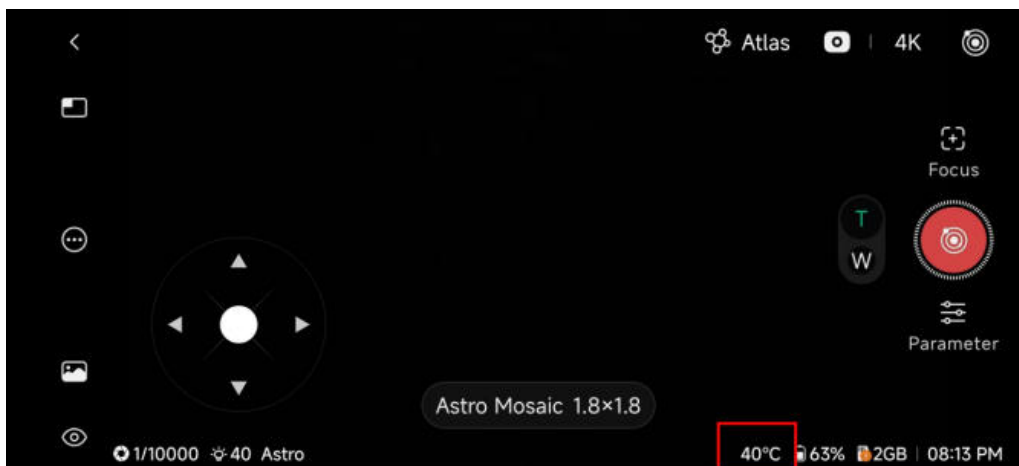 Atlas 4K
Focus
T
W
Parameter
Astro Mosaic 1.8×1.8
1/10000 40 Astro 40°C 63% 2GB 08:13 PM